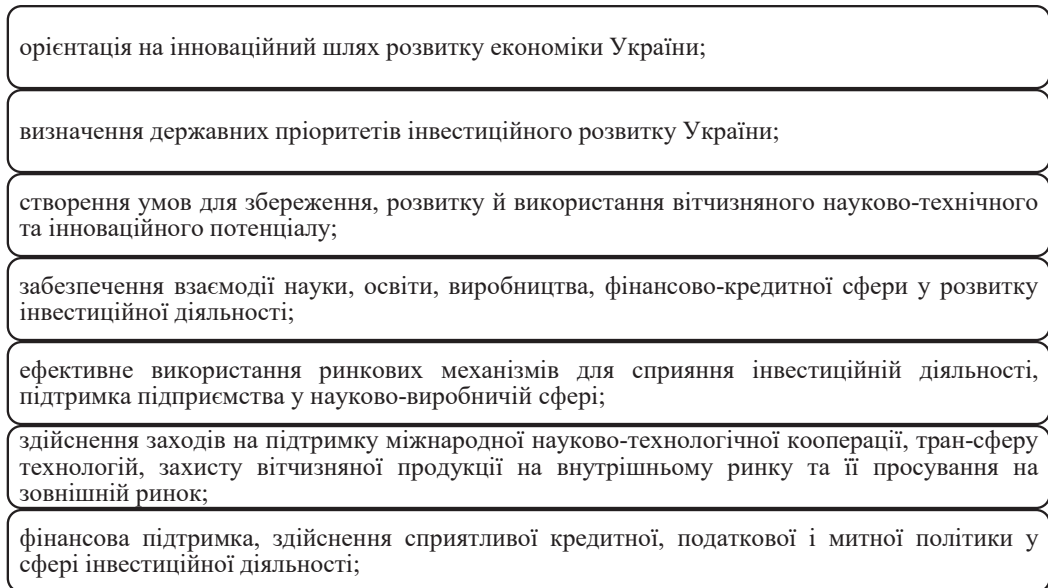 орієнтація на інноваційний шлях розвитку економіки України;
визначення державних пріоритетів інвестиційного розвитку України;
створення умов для збереження, розвитку й використання вітчизняного науково-технічного
та інноваційного потенціалу;
забезпечення взаємодії науки, освіти, виробництва, фінансово-кредитної сфери у розвитку
інвестиційної діяльності;
ефективне використання ринкових механізмів для сприяння інвестиційній діяльності,
підтримка підприємства у науково-виробничій сфері;
здійснення заходів на підтримку міжнародної науково-технологічної кооперації, тран-сферу
технологій, захисту вітчизняної продукції на внутрішньому ринку та її просування на
зовнішній ринок;
фінансова підтримка, здійснення сприятливої кредитної, податкової і митної політики у
сфері інвестиційної діяльності;